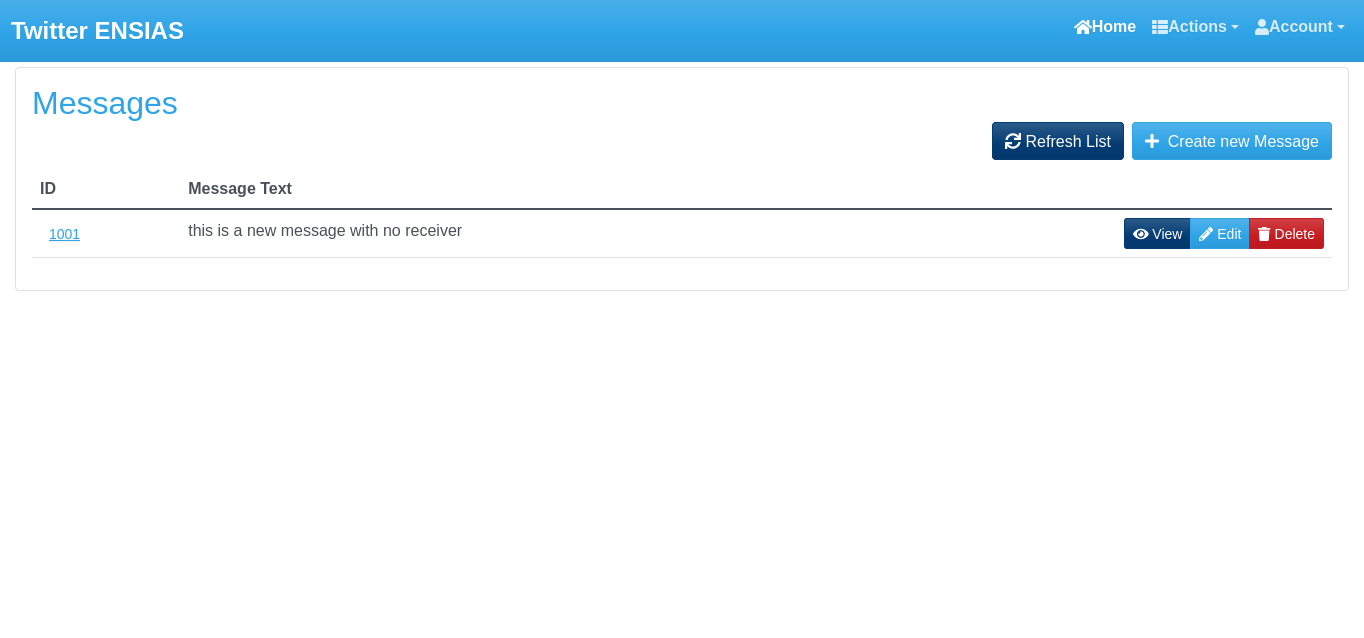 Twitter ENSIAS
Home Actions Account
Messages
Refresh List Create new Message
ID Message Text
1001 this is a new message with no receiver View Edit Delete